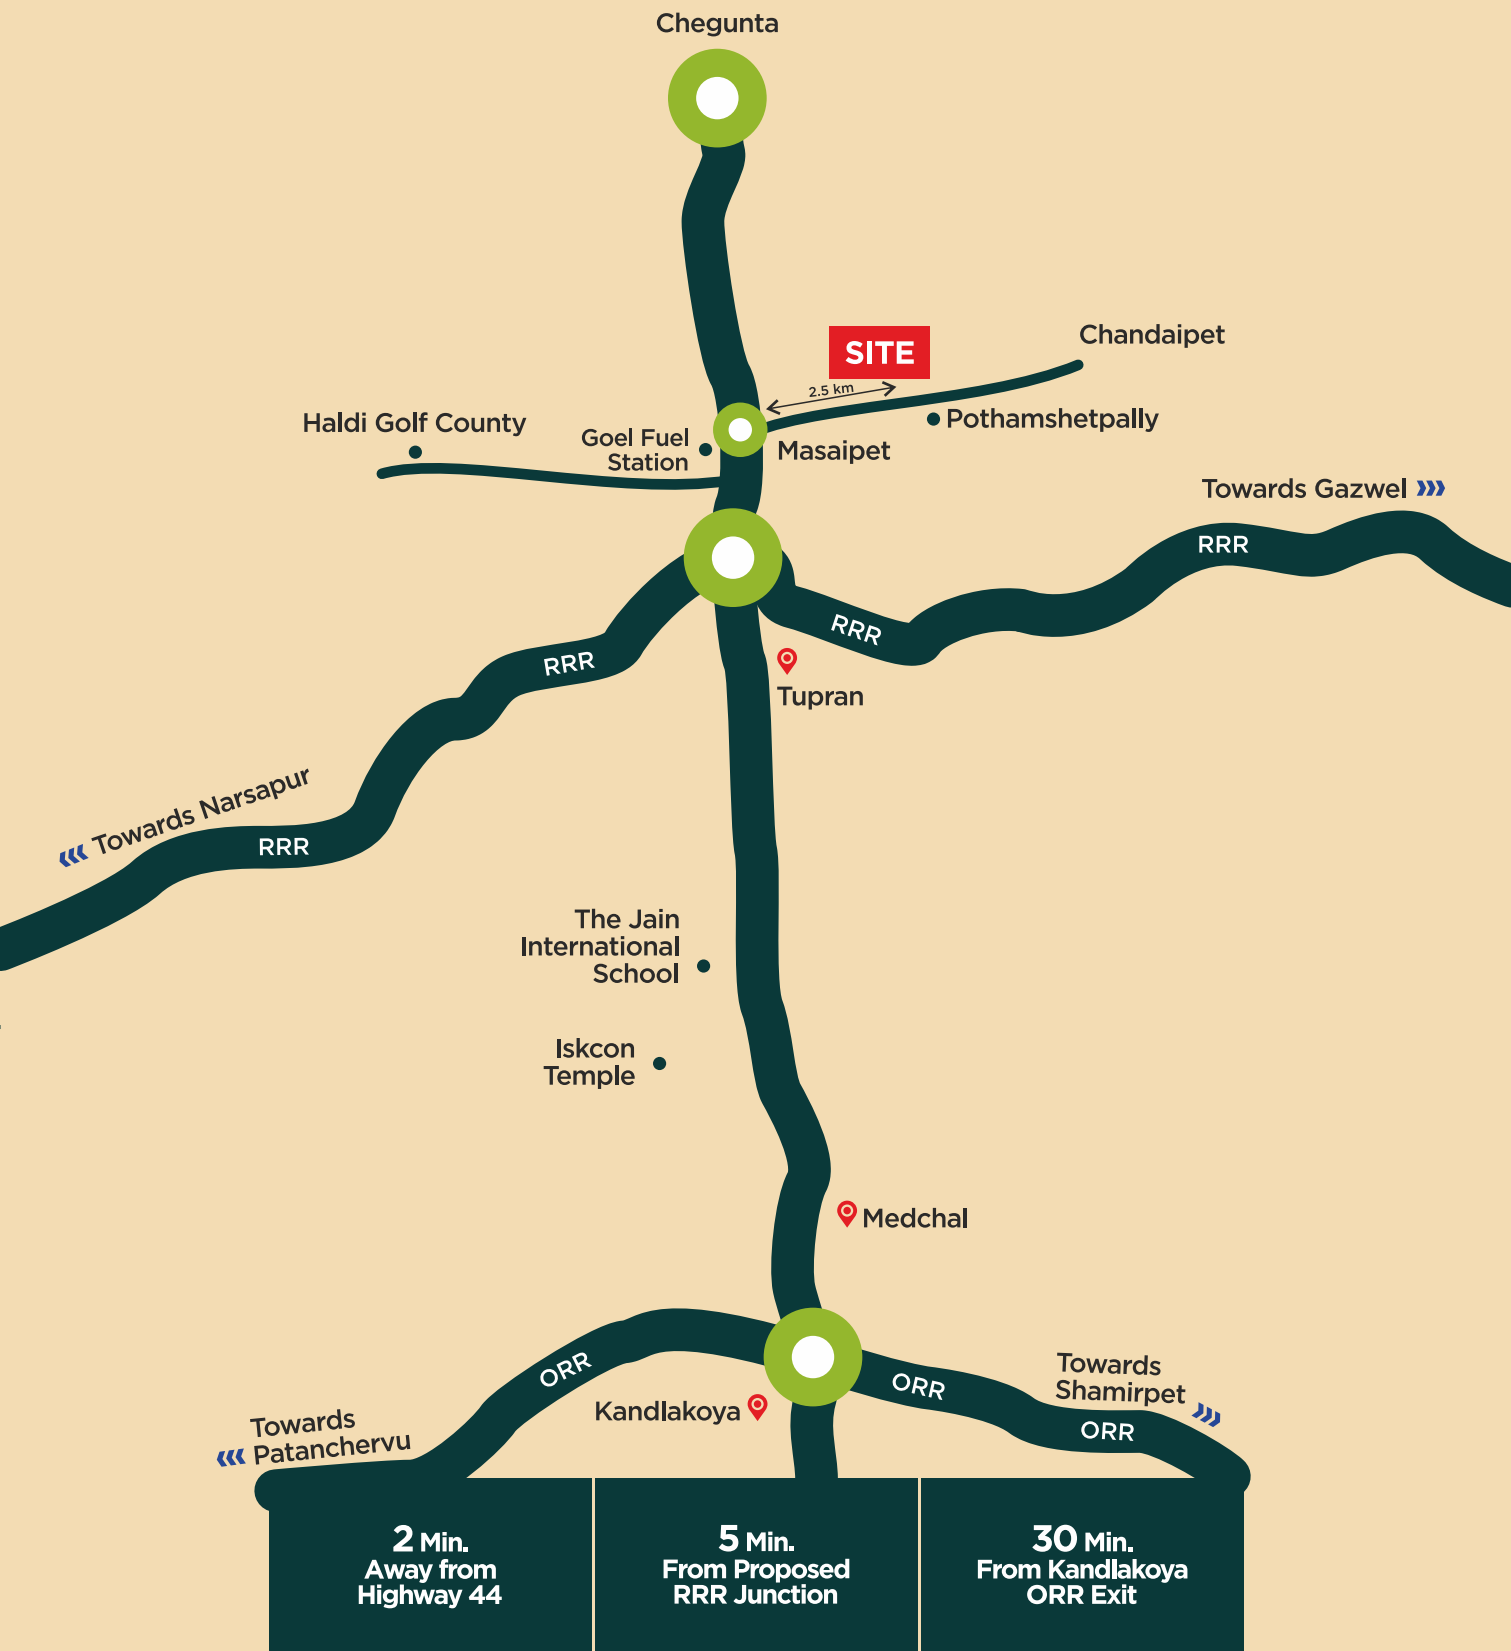 Chegunta
SITE
Chandaipet
2.5 km
Haldi Golf County
Goel Fuel
Station
Pothamshetpally
Masaipet
Towards Gazwel
RRR
RRR
RRR
Tupran
Towards Narsapur
RRR
The Jain
International
School
Iskcon
Temple
Medchal
ORR
ORR
Towards
Shamirpet
Kandlakoya
ORR
Towards
Patanchervu
2 Min.
Away from
Highway 44
5 Min.
From Proposed
RRR Junction
30 Min.
From Kandlakoya
ORR Exit